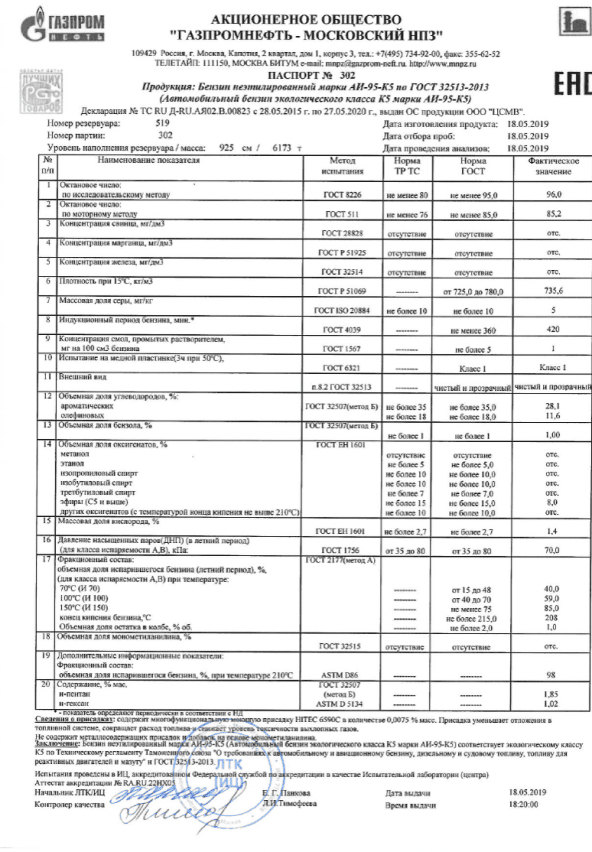 ГАЗПРОМ
НЕФТЬ
АКЦИОНЕРНОЕ ОБЩЕСТВО
"ГАЗПРОМНЕФТЬ - МОСКОВСКИЙ НПЗ"
109429 Россия, г. Москва, Капотня, 2 квартал, дом 1, корпус 3, тел.: +7(495) 734-92-00, факс: 355-62-52
ТЕЛЕТАЙП: 111150, МОСКВА БИТУМ e-mail: mnpz@gazprom-neft.ru, http://www.mnpz.ru
ПАСПОРТ № 302
Продукция: Бензин неэтилированный марки АИ-95-К5 по ГОСТ 32513-2013
(Автомобильный бензин экологического класса К5 марки АИ-95-К5)
ЛУЧШИХ
ТОВАРОВ
EAC
Декларация № ТС RU Д-RU.АЯ02.В.00823 с 28.05.2015 г. по 27.05.2020 г., выдан ОС продукции ООО "ЦСМВ".
Номер резервуара: 519 Дата изготовления продукта: 18.05.2019
Номер партии: 302 Дата отбора проб: 18.05.2019
Уровень наполнения резервуара / масса: 925 см / 6173 т Дата проведения анализов: 18.05.2019
№ п/п Наименование показателя Метод испытания Норма ТР ТС Норма ГОСТ Фактическое значение
1 Октановое число:
по исследовательскому методу ГОСТ 8226 не менее 80 не менее 95,0 96,0
2 Октановое число:
по моторному методу ГОСТ 511 не менее 76 не менее 85,0 85,2
3 Концентрация свинца, мг/дм3
ГОСТ 28828 отсутствие отсутствие отс.
4 Концентрация марганца, мг/дм3
ГОСТ Р 51925 отсутствие отсутствие отс.
5 Концентрация железа, мг/дм3
ГОСТ 32514 отсутствие отсутствие отс.
6 Плотность при 15°С, кг/м3
ГОСТ Р 51069 -------- от 725,0 до 780,0 735,6
7 Массовая доля серы, мг/кг
ГОСТ ISO 20884 не более 10 не более 10 5
8 Индукционный период бензина, мин.*
ГОСТ 4039 -------- не менее 360 420
9 Концентрация смол, промытых растворителем,
мг на 100 см3 бензина ГОСТ 1567 -------- не более 5 1
10 Испытание на медной пластинке(3ч при 50°С),
ГОСТ 6321 -------- Класс 1 Класс 1
11 Внешний вид
п.8.2 ГОСТ 32513 -------- чистый и прозрачный чистый и прозрачный
12 Объемная доля углеводородов, %:
ароматических ГОСТ 32507(метод Б) не более 35 не более 35,0 28,1
олефиновых не более 18 не более 18,0 11,6
13 Объемная доля бензола, % ГОСТ 32507(метод Б)
не более 1 не более 1 1,00
14 Объемная доля оксигенатов, % ГОСТ ЕН 1601
метанол отсутствие отсутствие отс.
этанол не более 5 не более 5,0 отс.
изопропиловый спирт не более 10 не более 10,0 отс.
изобутиловый спирт не более 10 не более 10,0 отс.
третбутиловый спирт не более 7 не более 7,0 отс.
эфиры (С5 и выше) не более 15 не более 15,0 8,0
других оксигенатов (с температурой конца кипения не выше 210°С) не более 10 не более 10,0 отс.
15 Массовая доля кислорода, %
ГОСТ ЕН 1601 не более 2,7 не более 2,7 1,4
16 Давление насыщенных паров(ДНП) (в летний период)
(для класса испаряемости А,В), кПа: ГОСТ 1756 от 35 до 80 от 35 до 80 70,0
17 Фракционный состав: ГОСТ 2177(метод А)
объемная доля испарившегося бензина (летний период), %,
(для класса испаряемости А,В) при температуре:
70°С (И 70) -------- от 15 до 48 40,0
100°С (И 100) -------- от 40 до 70 59,0
150°С (И 150) -------- не менее 75 85,0
конец кипения бензина,°С -------- не более 215,0 208
Объемная доля остатка в колбе, % об. -------- не более 2,0 1,0
18 Объемная доля монометиланилина, %
ГОСТ 32515 отсутствие отсутствие отс.
19 Дополнительные информационные показатели:
Фракционный состав:
объемная доля испарившегося бензина, %, при температуре 210°С ASTM D86 -------- -------- 98
20 Содержание, % мас. ГОСТ 32507
н-пентан (метод Б) -------- -------- 1,85
н-гексан ASTM D 5134 -------- -------- 1,02
* - показатель определяют периодически в соответствии с НД
Сведения о присадках: содержит многофункциональную моющую присадку HITEC 6590C в количестве 0,0075 % масс. Присадка уменьшает отложения в
топливной системе, сокращает расход топлива и снижает уровень токсичности выхлопных газов.
Не содержит металлсодержащих присадок и добавок на основе монометиланилина.
Заключение: Бензин неэтилированный марки АИ-95-К5 (Автомобильный бензин экологического класса К5 марки АИ-95-К5) соответствует экологическому классу
К5 по Техническому регламенту Таможенного союза "О требованиях к автомобильному и авиационному бензину, дизельному и судовому топливу, топливу для
реактивных двигателей и мазуту" и ГОСТ 32513-2013.
Испытания проведены в ИЦ, аккредитованном Федеральной службой по аккредитации в качестве Испытательной лаборатории (центра)
Аттестат аккредитации № RA.RU.22НХ05
ЛТК
ИЦ
Начальник ЛТК/ИЦ Е. Г. Панкова Дата выдачи 18.05.2019
Контролер качества Л.И.Тимофеева Время выдачи 18:20:00